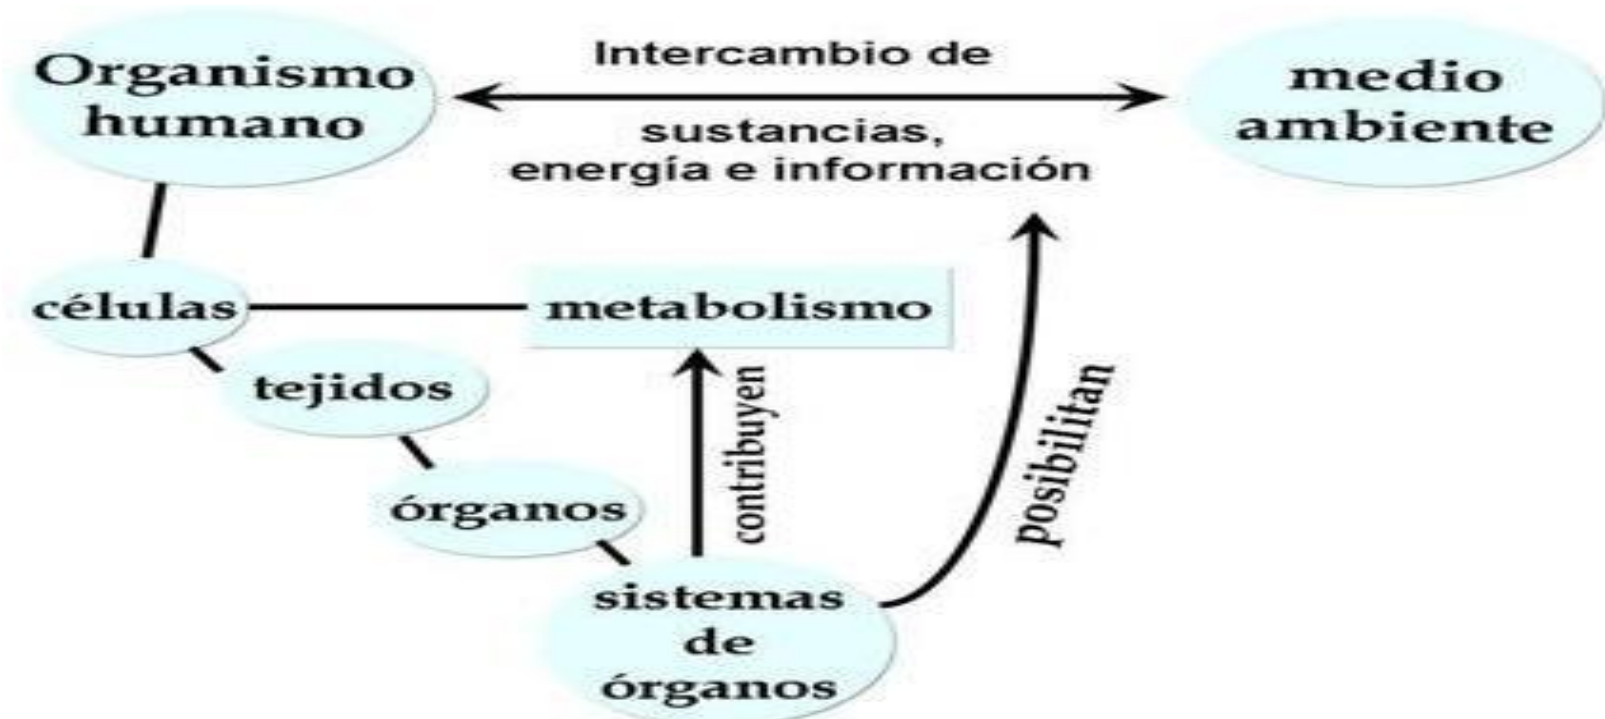 Organismo
humano
Intercambio de
sustancias,
energía e información
medio
ambiente
células
metabolismo
tejidos
órganos
contribuyen
posibilitan
sistemas
de
órganos